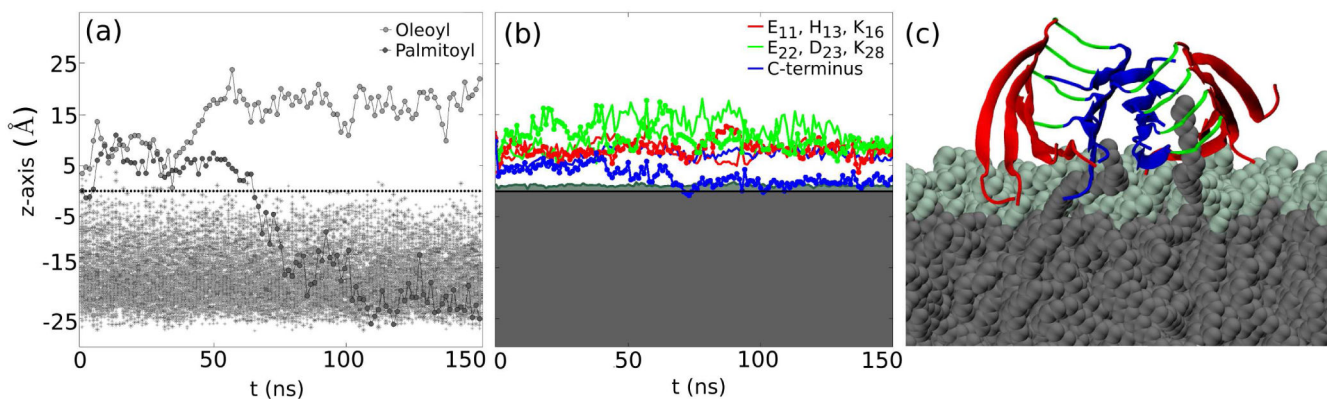 (a)
Oleoyl
Palmitoyl
z-axis (Å)
25
15
5
-5
-15
-25
0
50
100
150
t (ns)
(b)
E11, H13, K16
E22, D23, K28
C-terminus
0
50
100
150
t (ns)
(c)